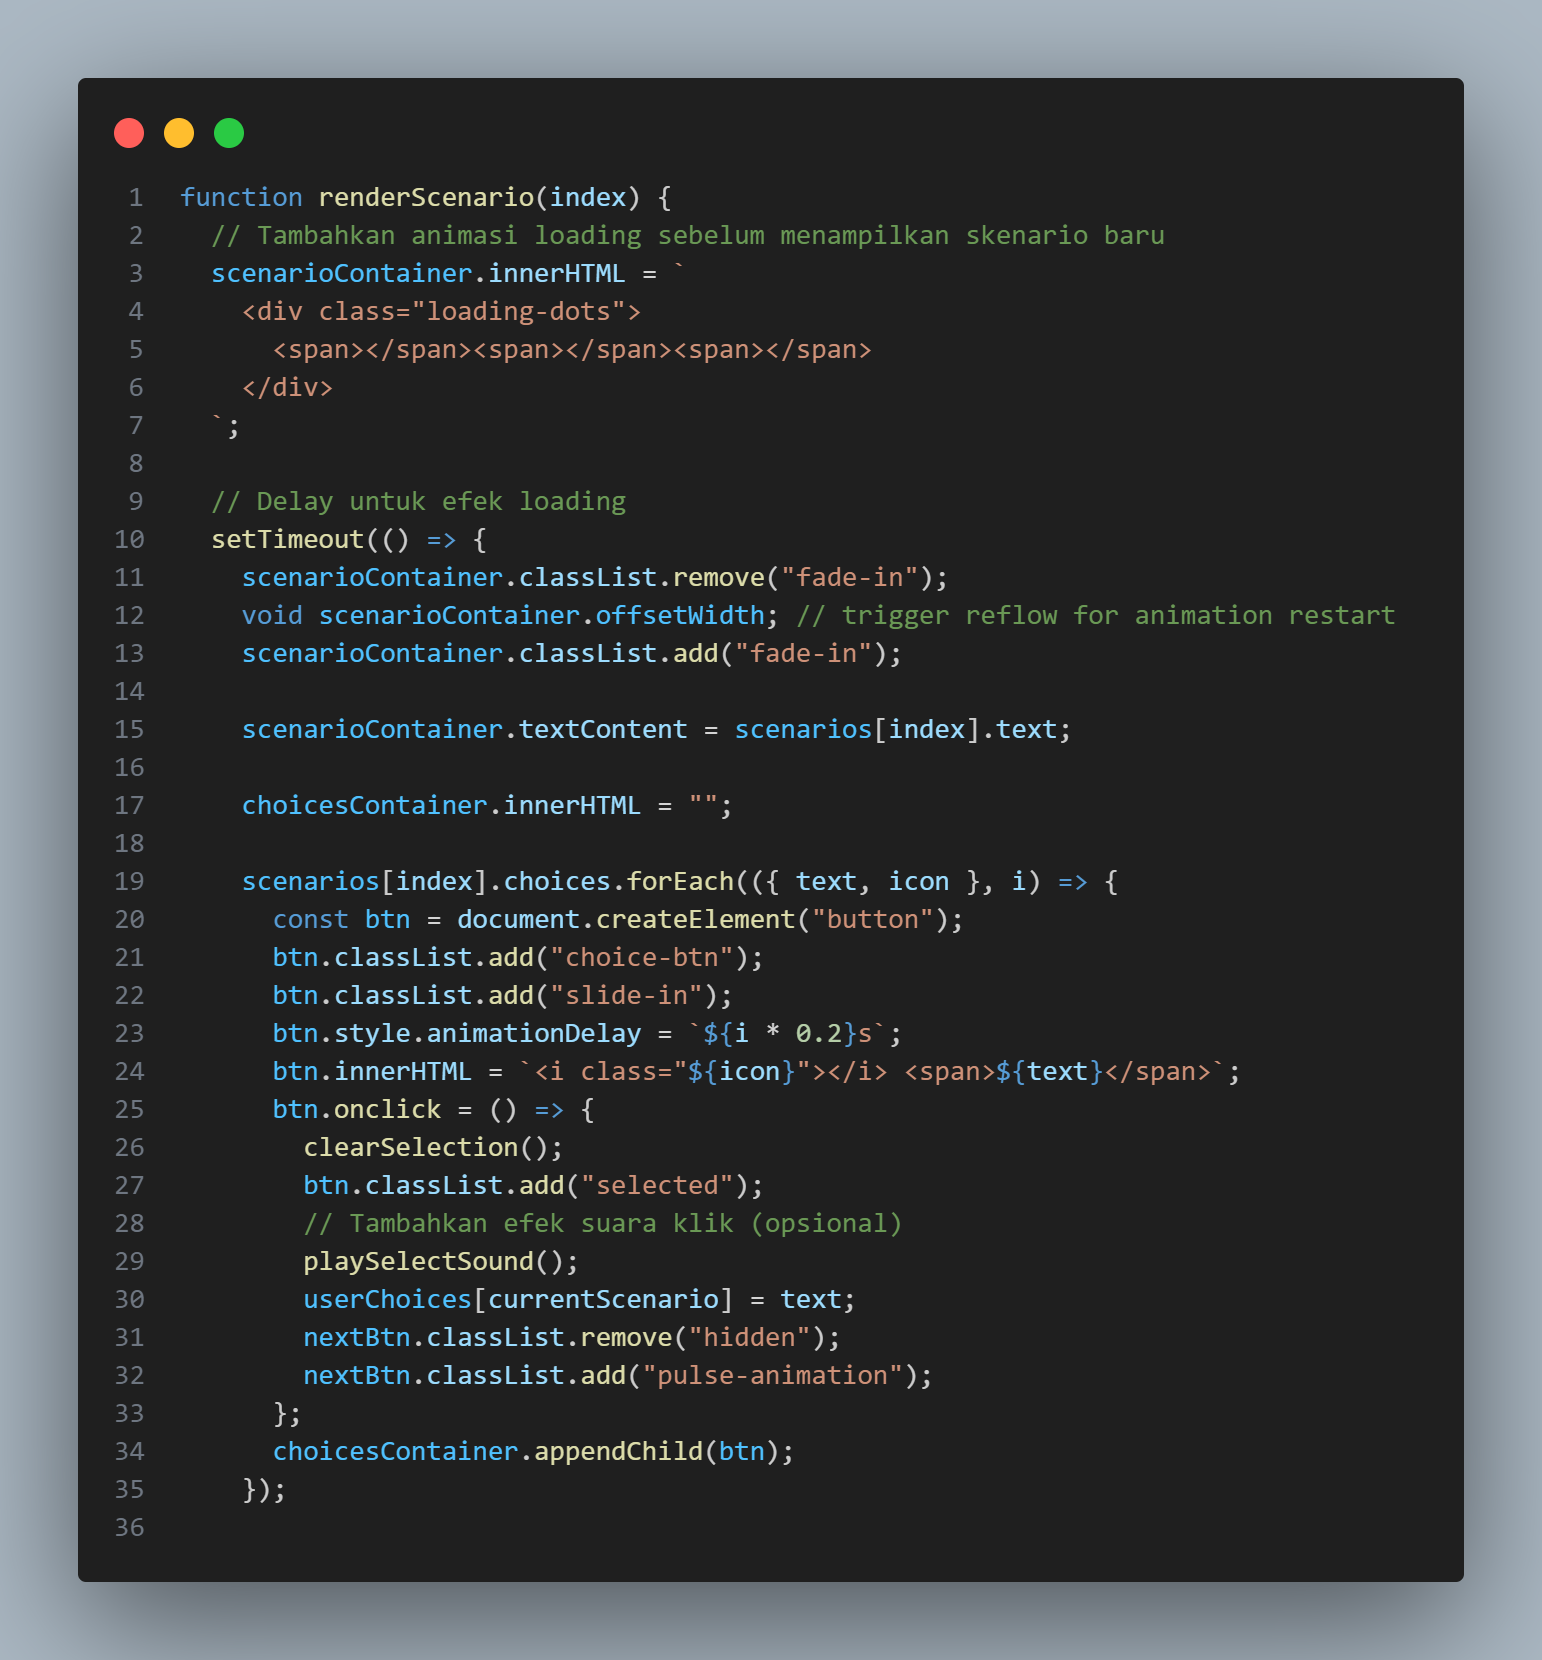 1 function renderScenario(index) {
2   // Tambahkan animasi loading sebelum menampilkan skenario baru
3   scenarioContainer.innerHTML = `
4     <div class="loading-dots">
5       <span></span><span></span><span></span>
6     </div>
7   `;
8
9   // Delay untuk efek loading
10   setTimeout(() => {
11     scenarioContainer.classList.remove("fade-in");
12     void scenarioContainer.offsetWidth; // trigger reflow for animation restart
13     scenarioContainer.classList.add("fade-in");
14
15     scenarioContainer.textContent = scenarios[index].text;
16
17     choicesContainer.innerHTML = "";
18
19     scenarios[index].choices.forEach(({ text, icon }, i) => {
20       const btn = document.createElement("button");
21       btn.classList.add("choice-btn");
22       btn.classList.add("slide-in");
23       btn.style.animationDelay = `${i * 0.2}s`;
24       btn.innerHTML = `<i class="${icon}"></i> <span>${text}</span>`;
25       btn.onclick = () => {
26         clearSelection();
27         btn.classList.add("selected");
28         // Tambahkan efek suara klik (opsional)
29         playSelectSound();
30         userChoices[currentScenario] = text;
31         nextBtn.classList.remove("hidden");
32         nextBtn.classList.add("pulse-animation");
33       };
34       choicesContainer.appendChild(btn);
35     });
36